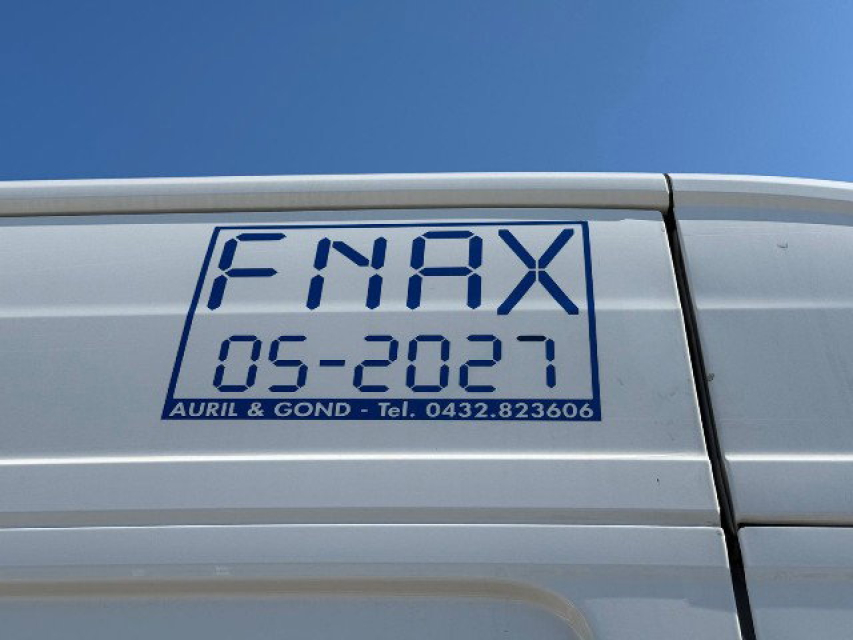 FNAX
05-2027
AURIL & GOND - Tel. 0432.823606